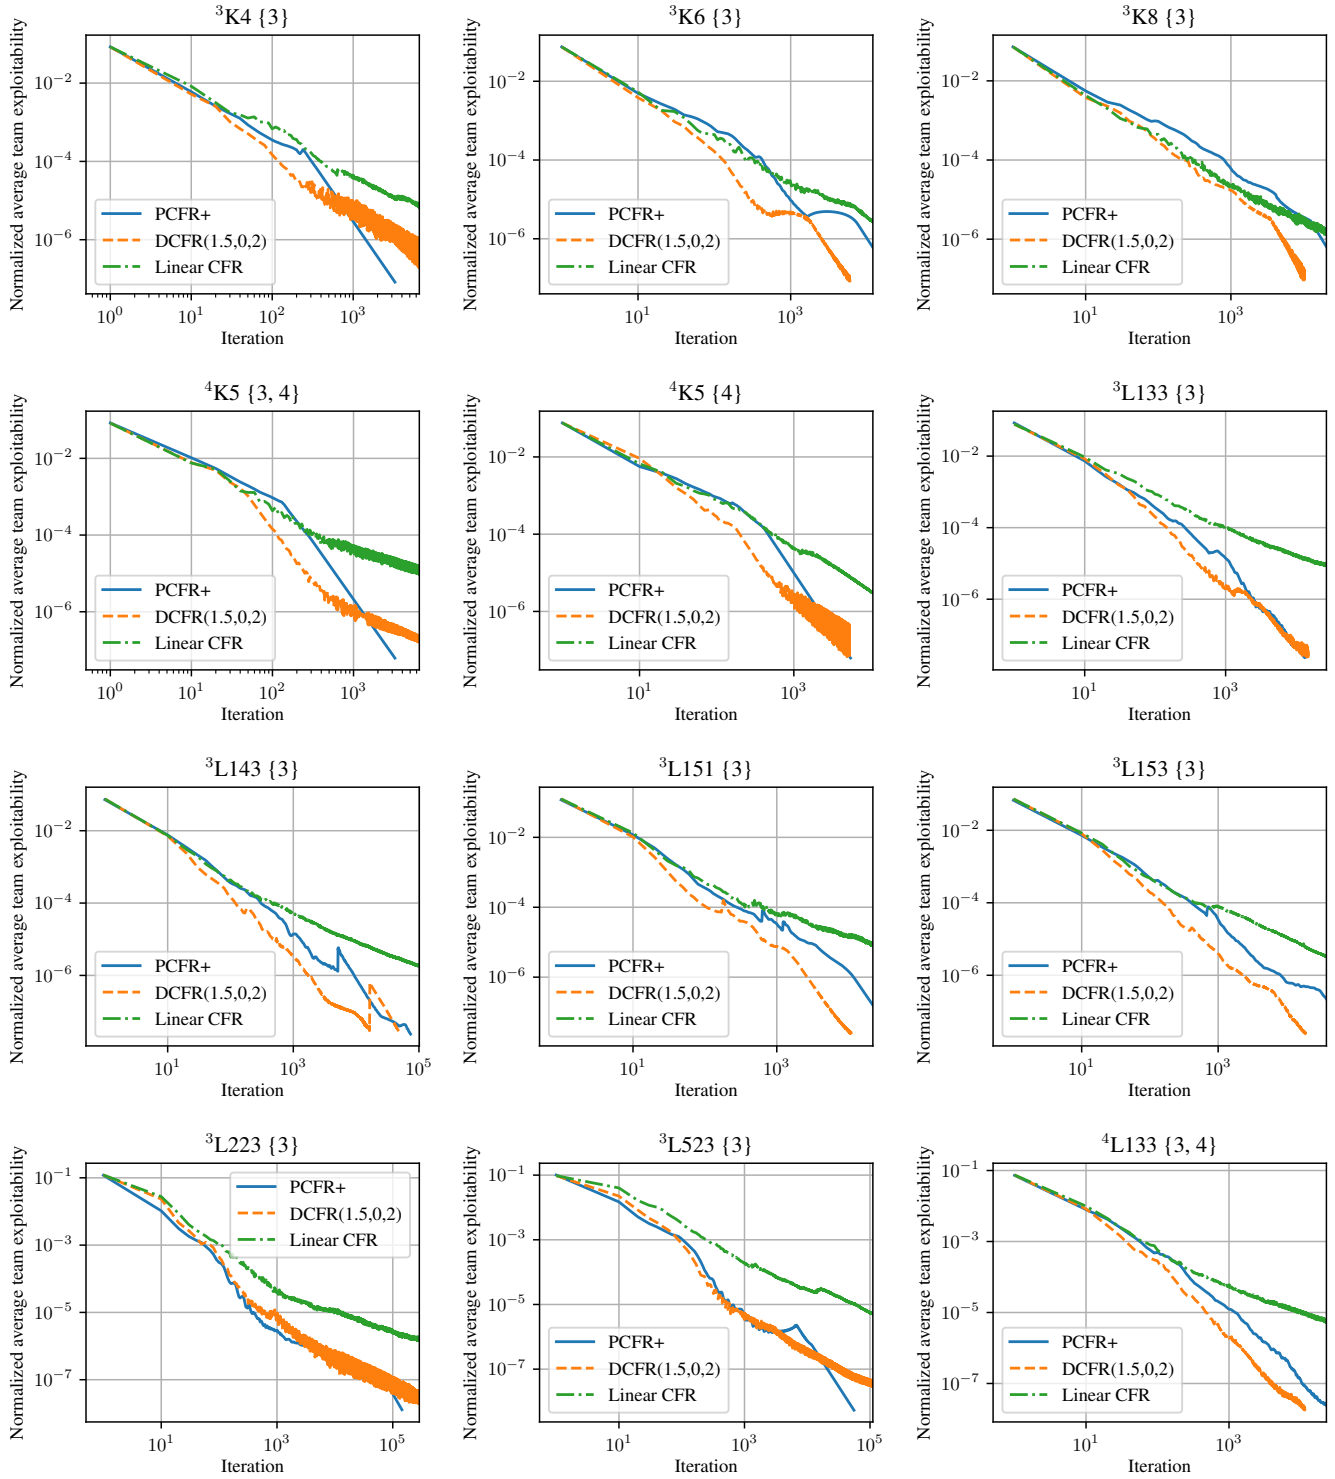 ³K4 {3}
Normalized average team exploitability
10⁻²
10⁻⁴
10⁻⁶
PCFR+
DCFR(1.5,0,2)
Linear CFR
10⁰
10¹
10²
10³
Iteration
³K6 {3}
Normalized average team exploitability
10⁻²
10⁻⁴
10⁻⁶
PCFR+
DCFR(1.5,0,2)
Linear CFR
10¹
10³
Iteration
³K8 {3}
Normalized average team exploitability
10⁻²
10⁻⁴
10⁻⁶
PCFR+
DCFR(1.5,0,2)
Linear CFR
10¹
10³
Iteration
⁴K5 {3, 4}
Normalized average team exploitability
10⁻²
10⁻⁴
10⁻⁶
PCFR+
DCFR(1.5,0,2)
Linear CFR
10⁰
10¹
10²
10³
Iteration
⁴K5 {4}
Normalized average team exploitability
10⁻²
10⁻⁴
10⁻⁶
PCFR+
DCFR(1.5,0,2)
Linear CFR
10¹
10³
Iteration
³L133 {3}
Normalized average team exploitability
10⁻²
10⁻⁴
10⁻⁶
PCFR+
DCFR(1.5,0,2)
Linear CFR
10¹
10³
Iteration
³L143 {3}
Normalized average team exploitability
10⁻²
10⁻⁴
10⁻⁶
PCFR+
DCFR(1.5,0,2)
Linear CFR
10¹
10³
10⁵
Iteration
³L151 {3}
Normalized average team exploitability
10⁻²
10⁻⁴
10⁻⁶
PCFR+
DCFR(1.5,0,2)
Linear CFR
10¹
10³
Iteration
³L153 {3}
Normalized average team exploitability
10⁻²
10⁻⁴
10⁻⁶
PCFR+
DCFR(1.5,0,2)
Linear CFR
10¹
10³
Iteration
³L223 {3}
Normalized average team exploitability
10⁻¹
10⁻³
10⁻⁵
10⁻⁷
PCFR+
DCFR(1.5,0,2)
Linear CFR
10¹
10³
10⁵
Iteration
³L523 {3}
Normalized average team exploitability
10⁻¹
10⁻³
10⁻⁵
10⁻⁷
PCFR+
DCFR(1.5,0,2)
Linear CFR
10¹
10³
10⁵
Iteration
⁴L133 {3, 4}
Normalized average team exploitability
10⁻¹
10⁻³
10⁻⁵
10⁻⁷
PCFR+
DCFR(1.5,0,2)
Linear CFR
10¹
10³
Iteration